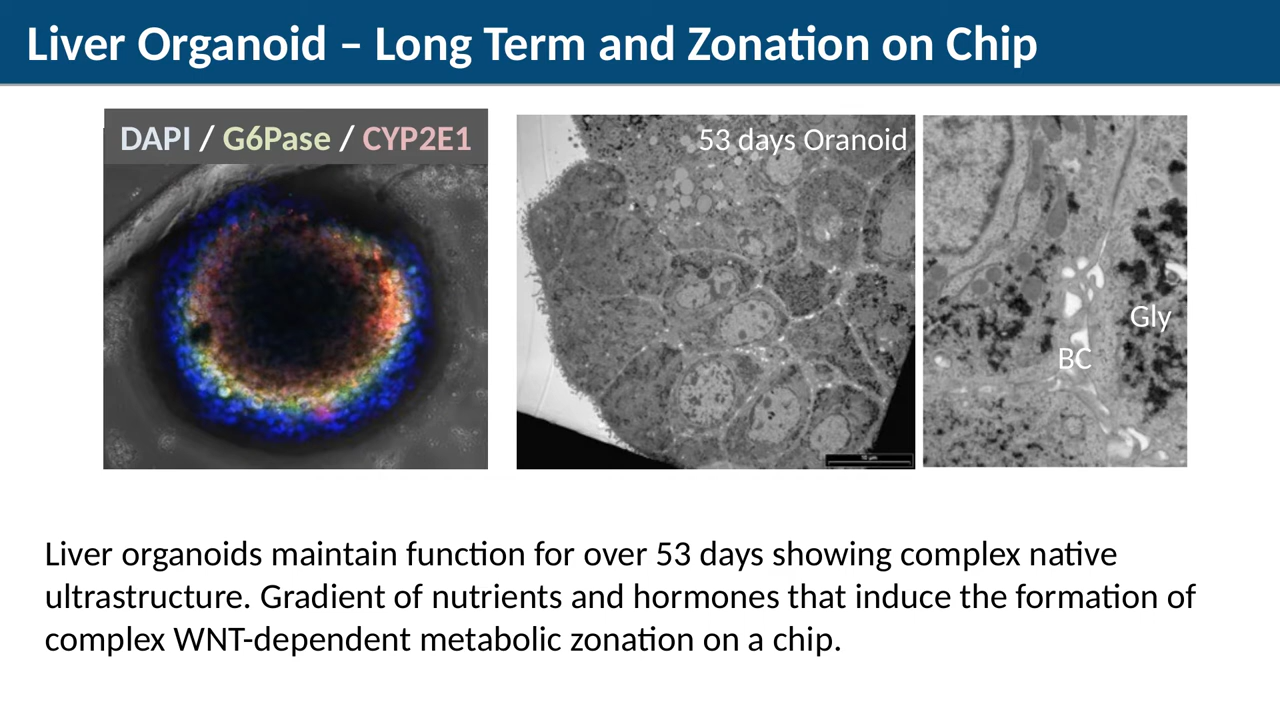 Liver Organoid – Long Term and Zonation on Chip
DAPI / G6Pase / CYP2E1
53 days Oranoid
Gly
BC
10 µm
Liver organoids maintain function for over 53 days showing complex native
ultrastructure. Gradient of nutrients and hormones that induce the formation of
complex WNT-dependent metabolic zonation on a chip.